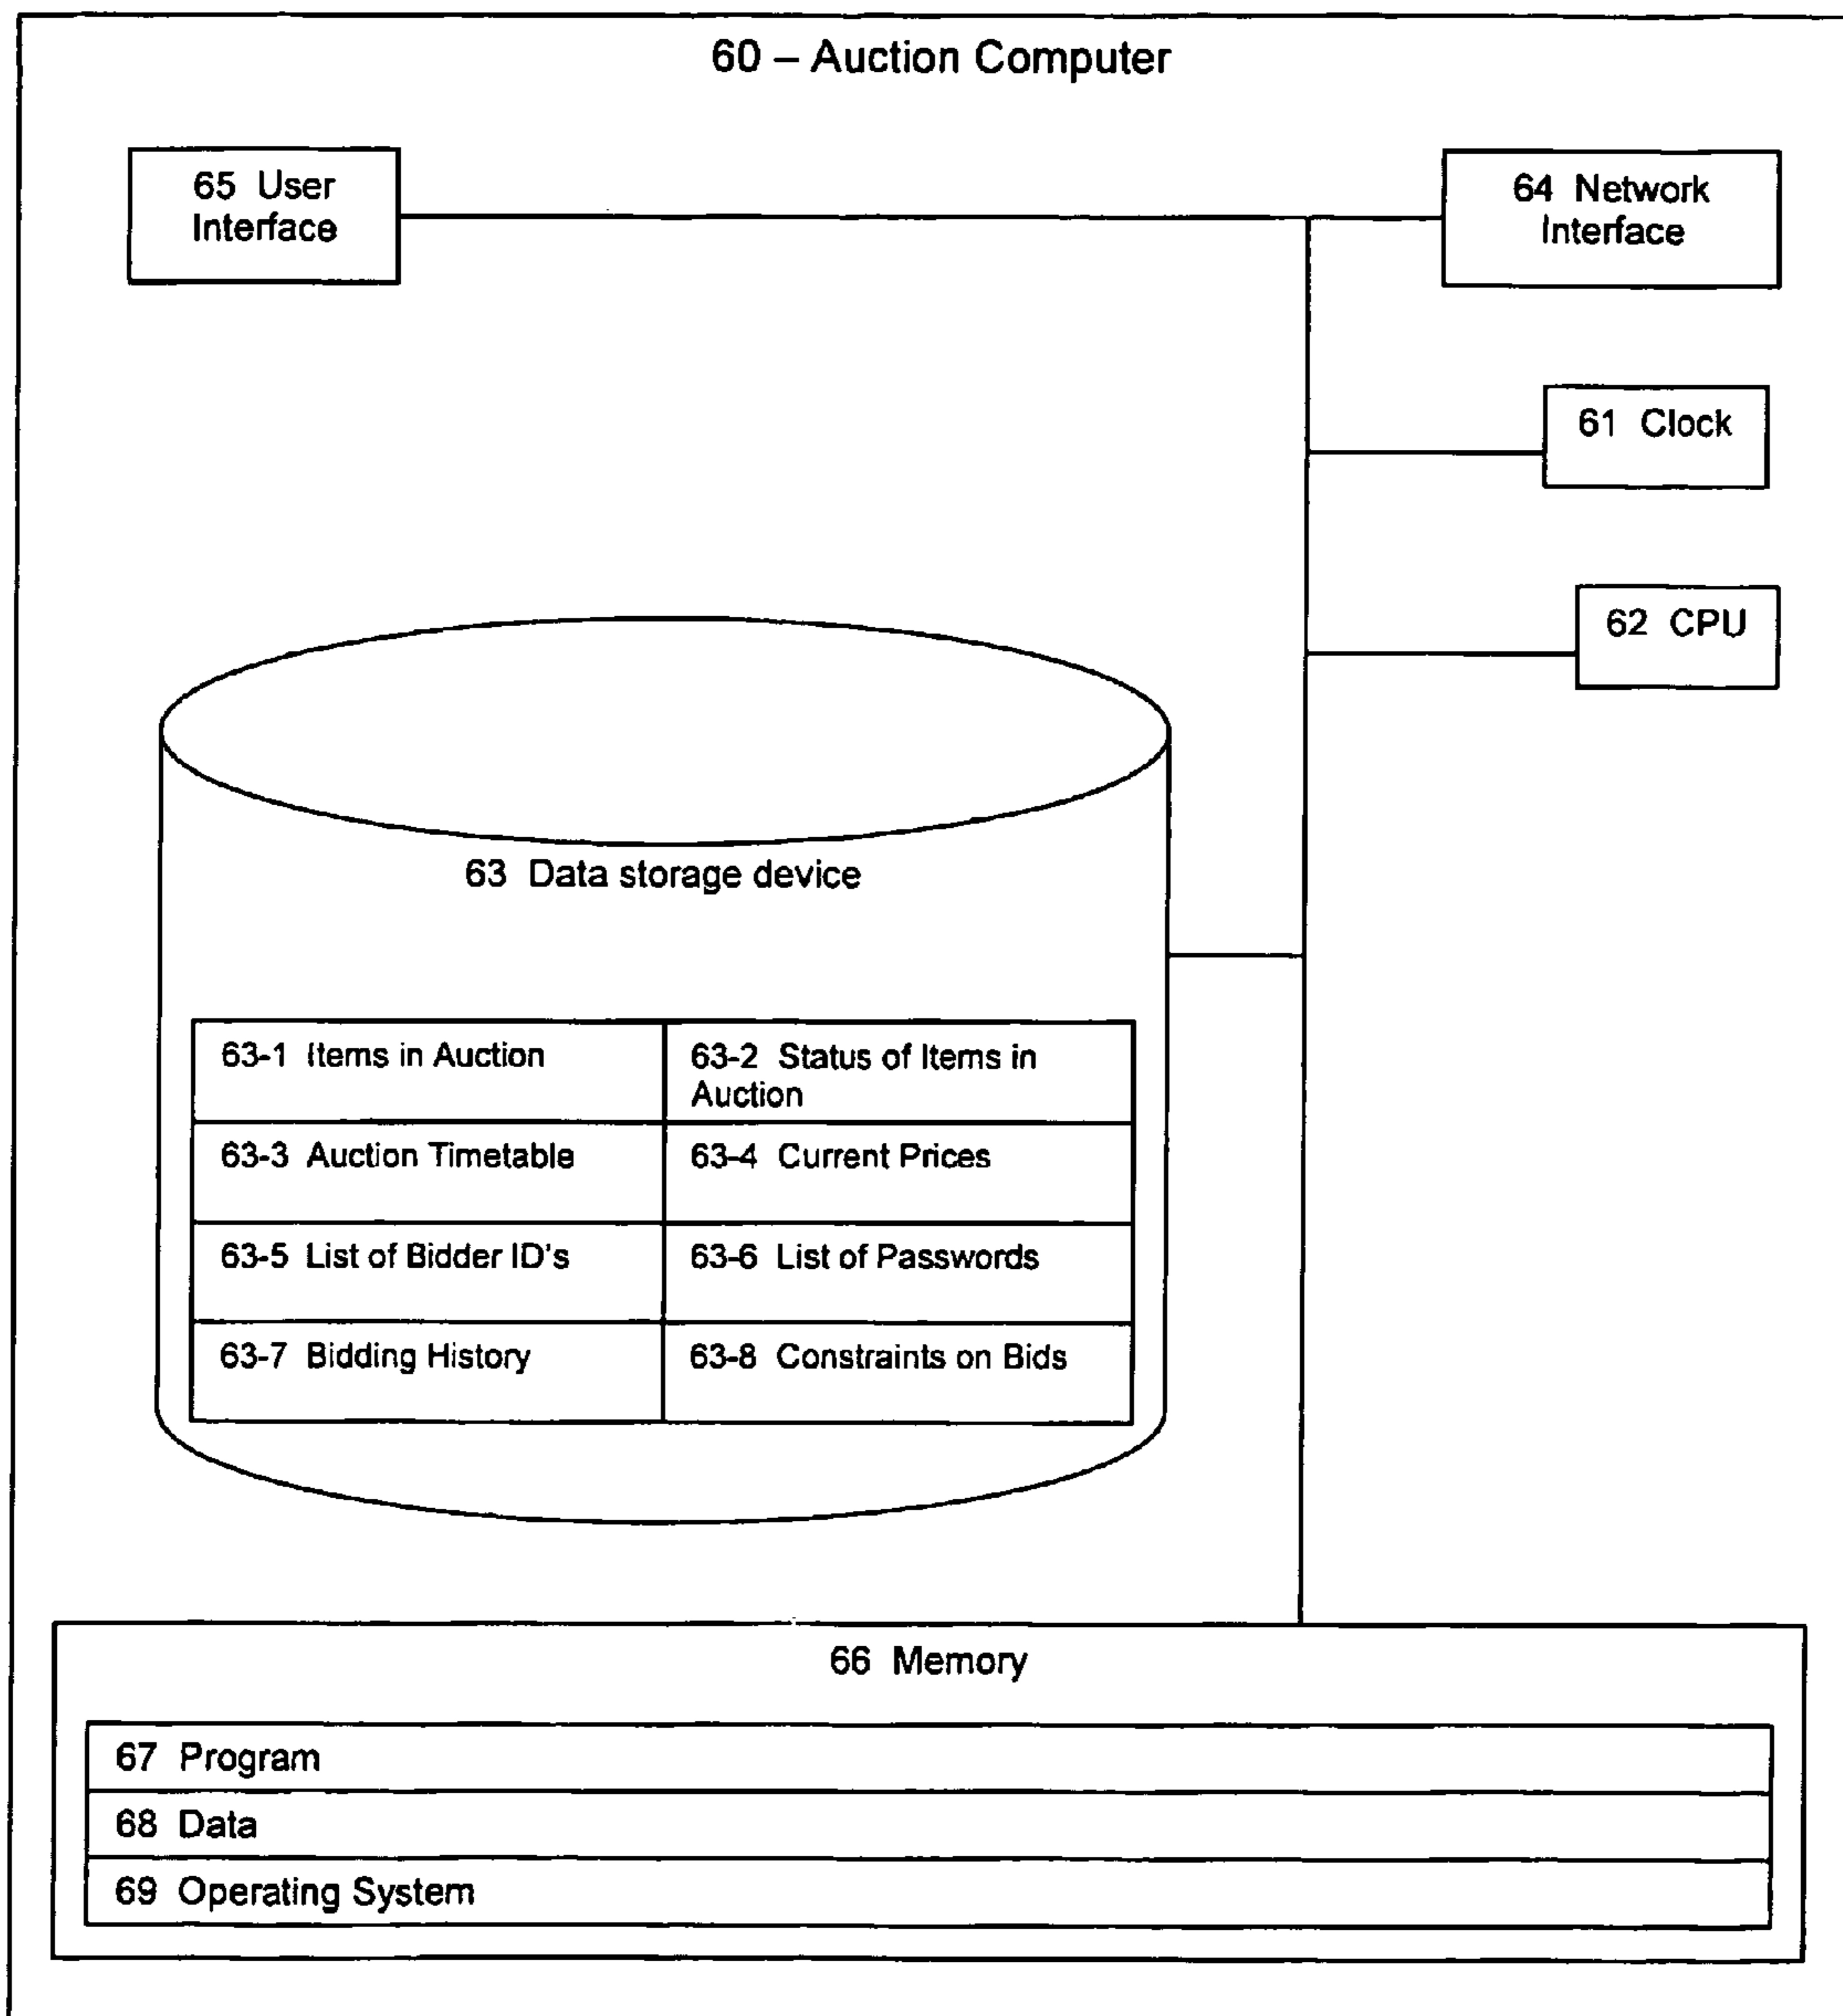 60 – Auction Computer
65 User
Interface
64 Network
Interface
61 Clock
62 CPU
63 Data storage device
63-1 Items in Auction
63-2 Status of Items in
Auction
63-3 Auction Timetable
63-4 Current Prices
63-5 List of Bidder ID's
63-6 List of Passwords
63-7 Bidding History
63-8 Constraints on Bids
66 Memory
67 Program
68 Data
69 Operating System